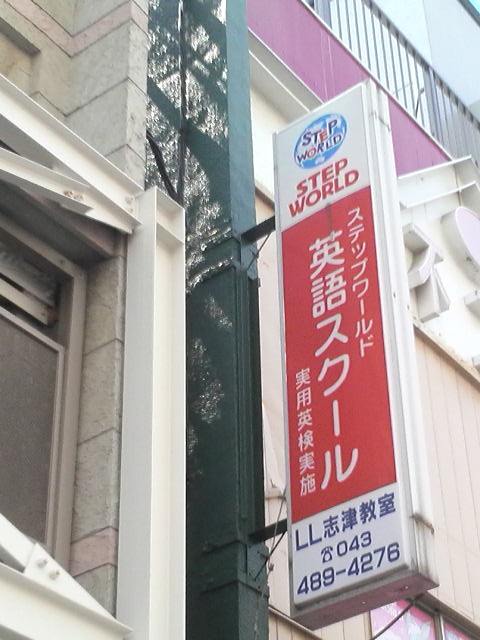 STEP
WORLD
STEP
WORLD
ステップワールド
英語スクール
実用英検実施
LL志津教室
☎043
489-4276
ス